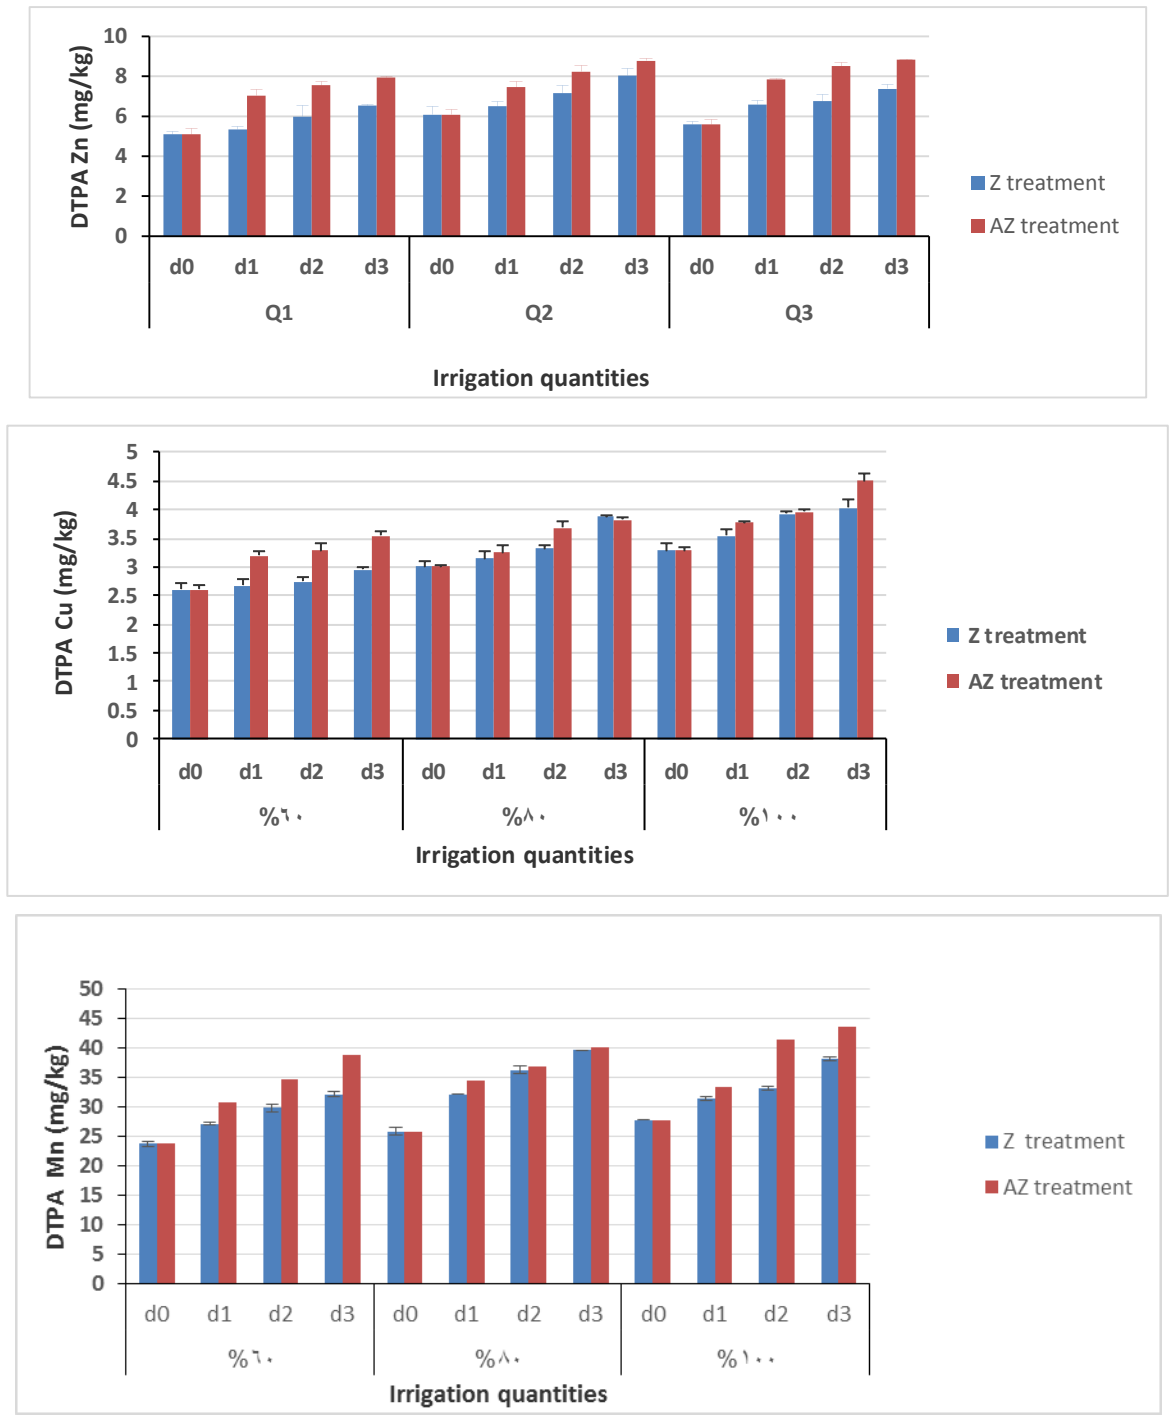 DTPA Zn (mg/kg)
10
8
6
4
2
0
d0 d1 d2 d3 d0 d1 d2 d3 d0 d1 d2 d3
Q1 Q2 Q3
Irrigation quantities
Z treatment
AZ treatment
DTPA Cu (mg/kg)
5
4.5
4
3.5
3
2.5
2
1.5
1
0.5
0
d0 d1 d2 d3 d0 d1 d2 d3 d0 d1 d2 d3
%٦٠ %٨٠ %١٠٠
Irrigation quantities
Z treatment
AZ treatment
DTPA Mn (mg/kg)
50
45
40
35
30
25
20
15
10
5
0
d0 d1 d2 d3 d0 d1 d2 d3 d0 d1 d2 d3
%٦٠ %٨٠ %١٠٠
Irrigation quantities
Z treatment
AZ treatment